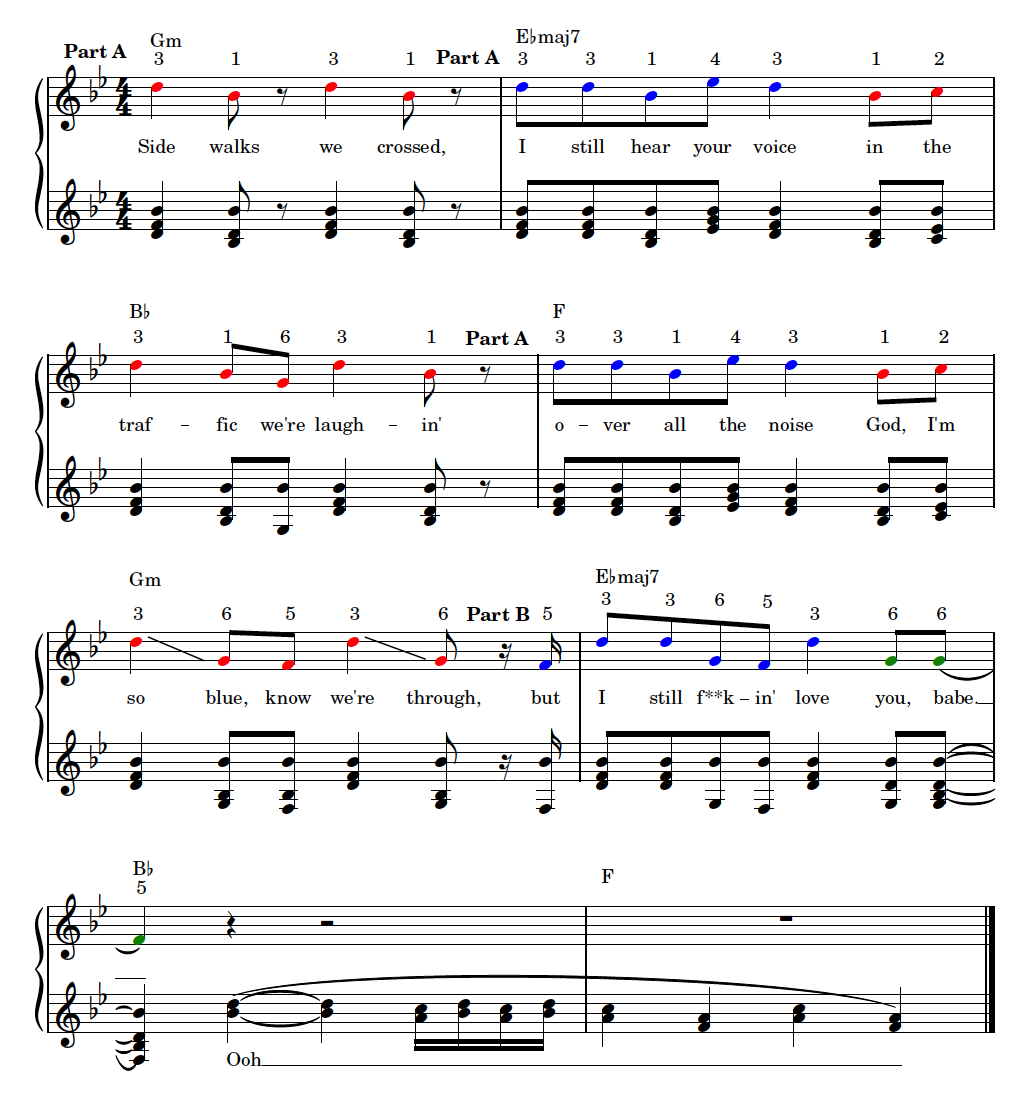 Part A Gm Part A E♭maj7
3 1 3 1 3 3 1 4 3 1 2
4
4
Side walks we crossed, I still hear your voice in the
4
4
B♭ F
3 1 6 3 1 Part A 3 3 1 4 3 1 2
traf – fic we're laugh – in' o – ver all the noise God, I'm
Gm E♭maj7
3 6 5 3 6 Part B 5 3 3 6 5 3 6 6
so blue, know we're through, but I still f**k – in' love you, babe.
B♭ F
5
Ooh